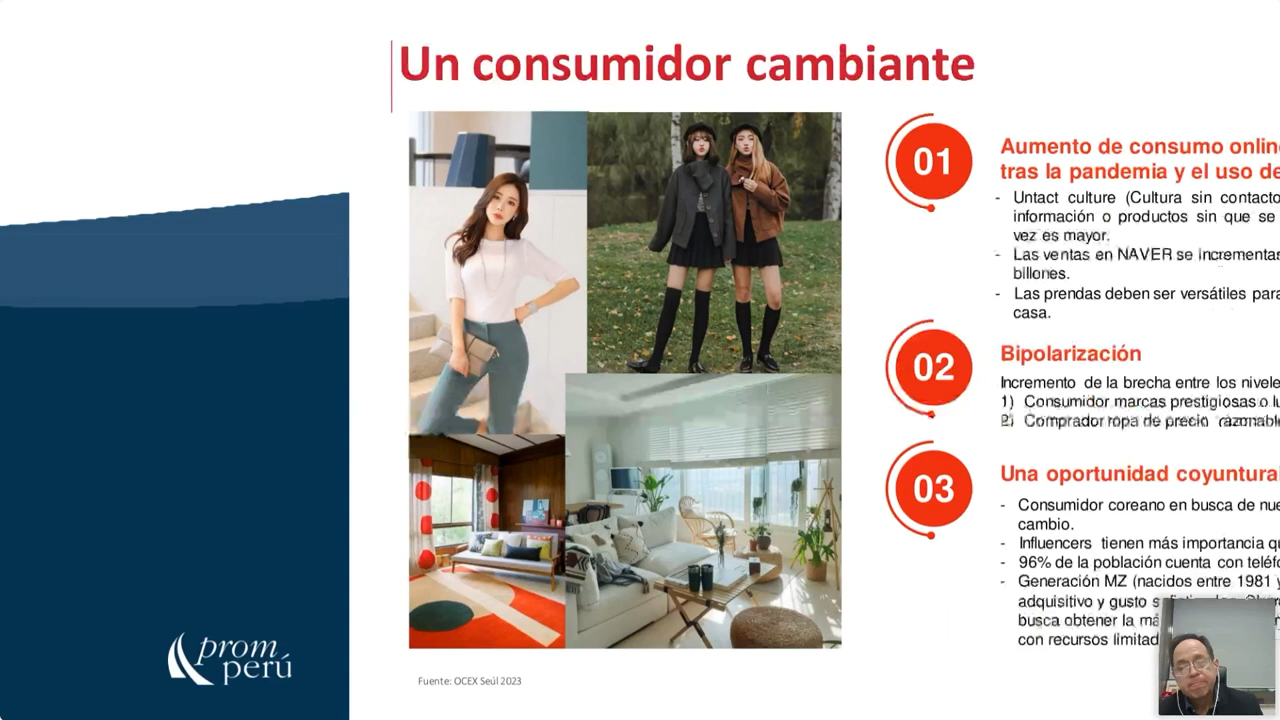 Un consumidor cambiante
01
Aumento de consumo online
tras la pandemia y el uso de
- Untact culture (Cultura sin contacto
información o productos sin que se
vez es mayor.
- Las ventas en NAVER se incrementa
billones.
- Las prendas deben ser versátiles para
casa.
02
Bipolarización
Incremento de la brecha entre los nivele
1) Consumidor marcas prestigiosas o lu
2) Comprador ropa de precio razonable
03
Una oportunidad coyuntural
- Consumidor coreano en busca de nue
cambio.
- Influencers tienen más importancia qu
- 96% de la población cuenta con teléfo
- Generación MZ (nacidos entre 1981 y
adquisitivo y gusto
busca obtener la má
con recursos limitad
prom
perú
Fuente: OCEX Seúl 2023